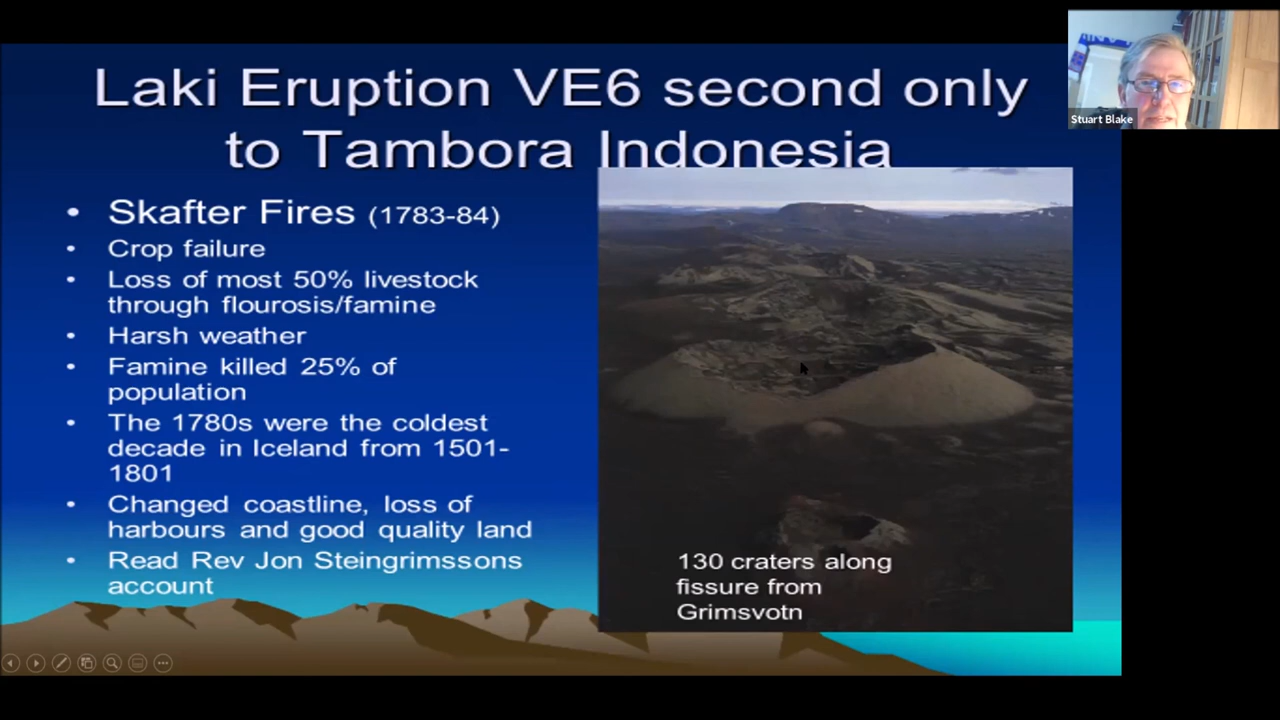 Laki Eruption VE6 second only
to Tambora Indonesia
Stuart Blake
• Skafter Fires (1783-84)
• Crop failure
• Loss of most 50% livestock
through flourosis/famine
• Harsh weather
• Famine killed 25% of
population
• The 1780s were the coldest
decade in Iceland from 1501-
1801
• Changed coastline, loss of
harbours and good quality land
• Read Rev Jon Steingrimssons
account
130 craters along
fissure from
Grimsvotn